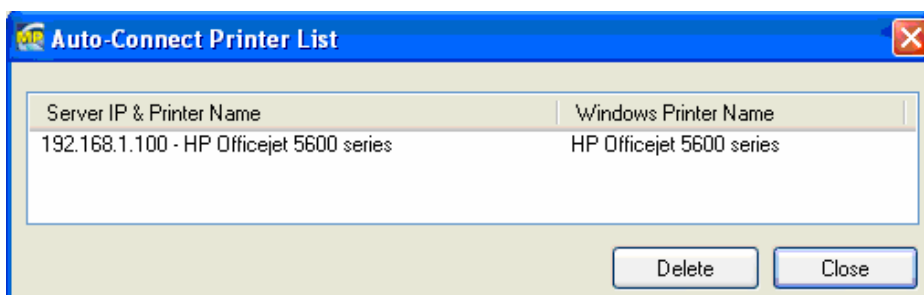 Auto-Connect Printer List
Server IP & Printer Name Windows Printer Name
192.168.1.100 - HP Officejet 5600 series HP Officejet 5600 series
Delete Close